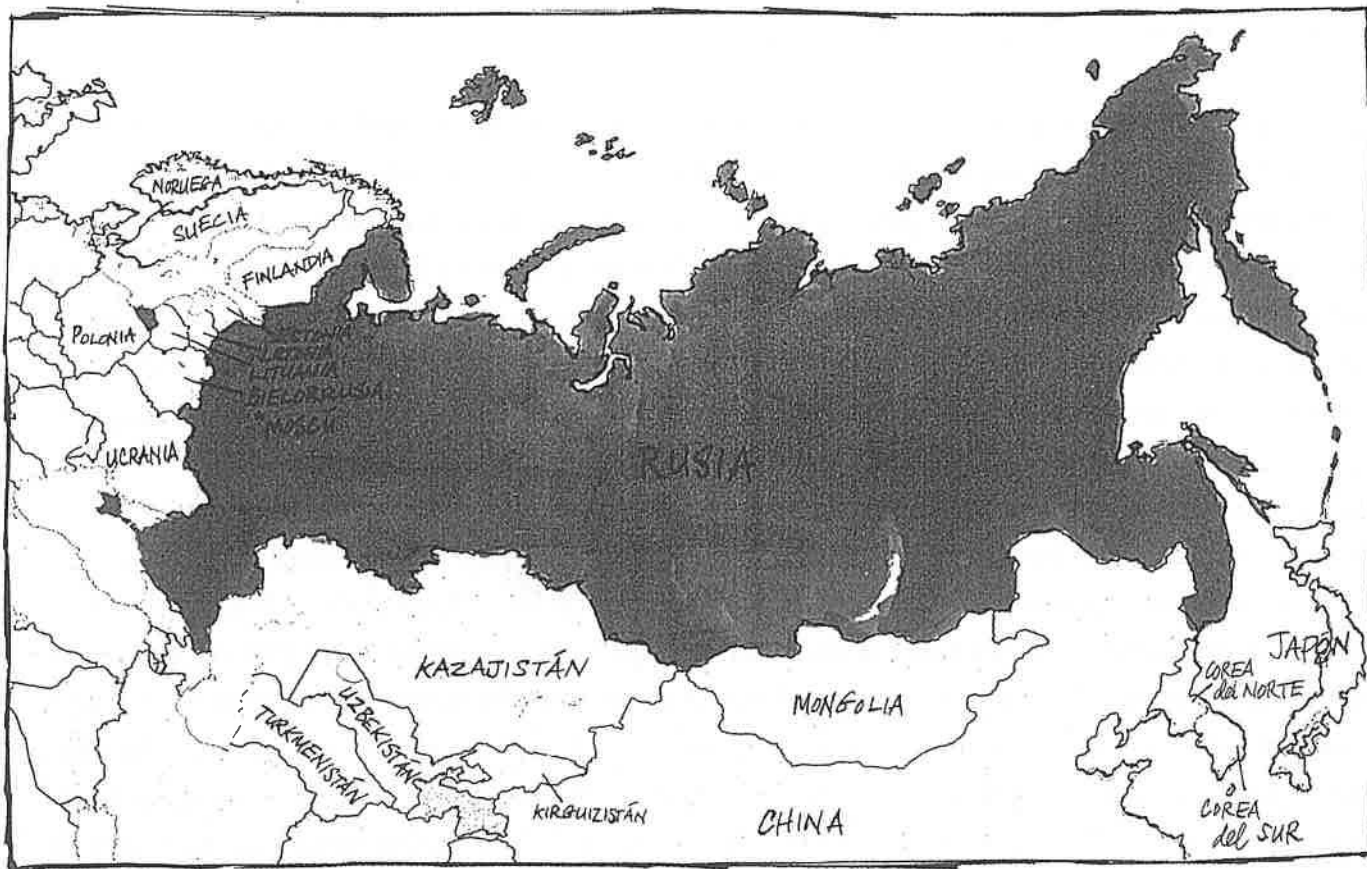 NORUEGA
SUECIA
FINLANDIA
POLONIA
ESTONIA
LETONIA
LITUANIA
BIELORRUSIA
MOSCÚ
UCRANIA
RUSIA
KAZAJISTÁN
UZBEKISTÁN
TURKMENISTÁN
KIRGUIZISTÁN
MONGOLIA
CHINA
JAPÓN
COREA
del NORTE
COREA
del SUR